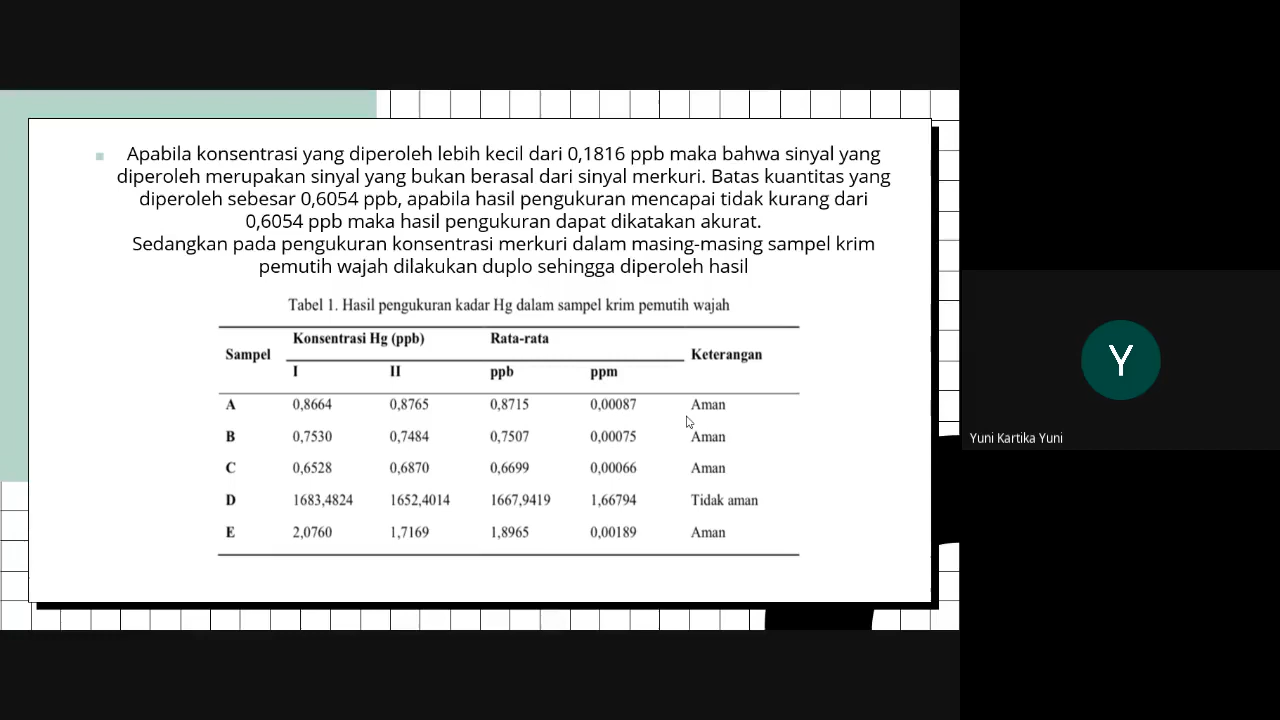 Apabila konsentrasi yang diperoleh lebih kecil dari 0,1816 ppb maka bahwa sinyal yang
diperoleh merupakan sinyal yang bukan berasal dari sinyal merkuri. Batas kuantitas yang
diperoleh sebesar 0,6054 ppb, apabila hasil pengukuran mencapai tidak kurang dari
0,6054 ppb maka hasil pengukuran dapat dikatakan akurat.
Sedangkan pada pengukuran konsentrasi merkuri dalam masing-masing sampel krim
pemutih wajah dilakukan duplo sehingga diperoleh hasil
Tabel 1. Hasil pengukuran kadar Hg dalam sampel krim pemutih wajah
Sampel Konsentrasi Hg (ppb) Rata-rata Keterangan
I II ppb ppm
A 0,8664 0,8765 0,8715 0,00087 Aman
B 0,7530 0,7484 0,7507 0,00075 Aman
C 0,6528 0,6870 0,6699 0,00066 Aman
D 1683,4824 1652,4014 1667,9419 1,66794 Tidak aman
E 2,0760 1,7169 1,8965 0,00189 Aman
Y
Yuni Kartika Yuni